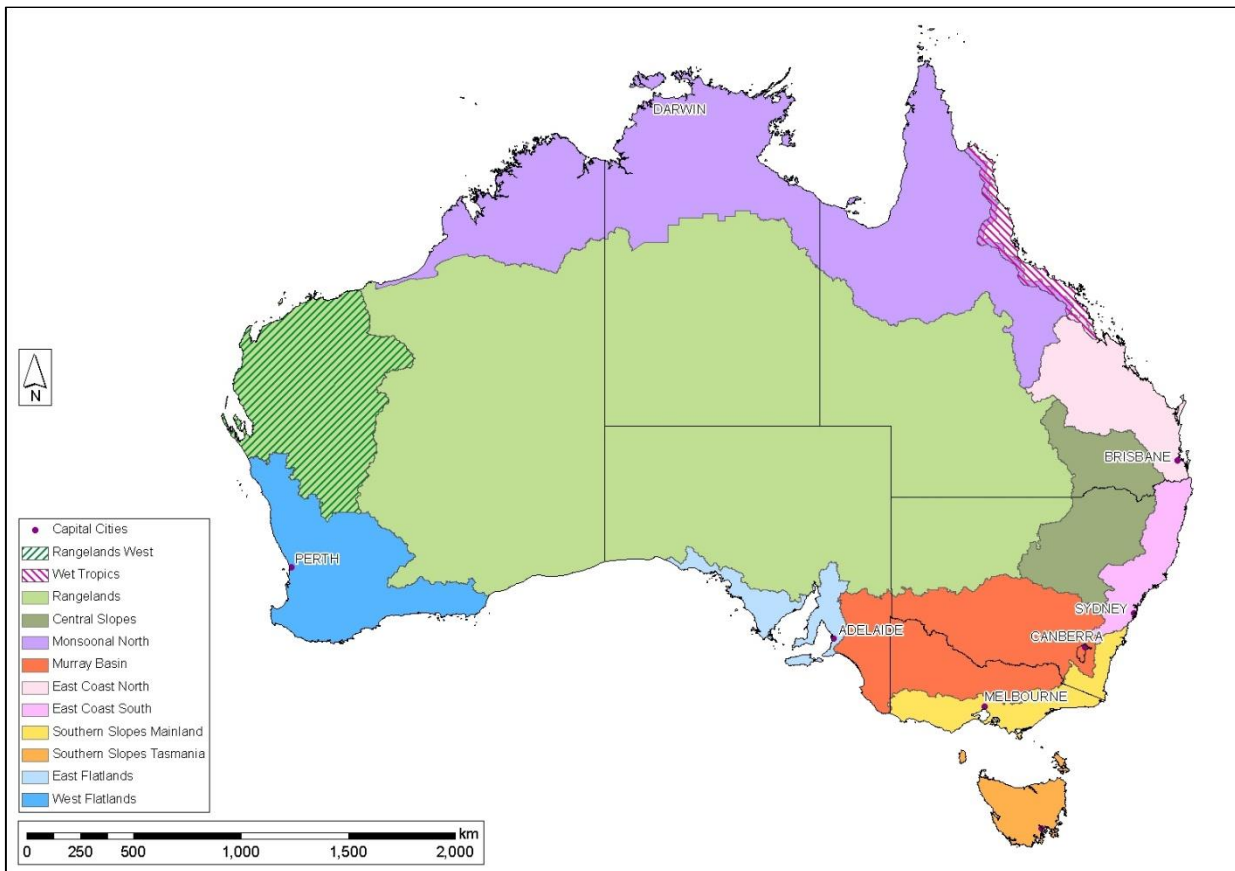 DARWIN
BRISBANE
PERTH
SYDNEY
ADELAIDE
CANBERRA
MELBOURNE
N
Capital Cities
Rangelands West
Wet Tropics
Rangelands
Central Slopes
Monsoonal North
Murray Basin
East Coast North
East Coast South
Southern Slopes Mainland
Southern Slopes Tasmania
East Flatlands
West Flatlands
km
0 250 500 1,000 1,500 2,000